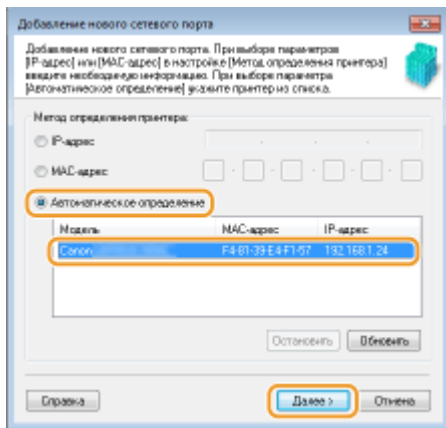 Добавление нового сетевого порта
Добавление нового сетевого порта. При выборе параметров
[IP-адрес] или [MAC-адрес] в настройке [Метод определения принтера]
введите необходимую информацию. При выборе параметра
[Автоматическое определение] укажите принтер из списка.
Метод определения принтера:
IP-адрес
MAC-адрес
Автоматическое определение
Модель MAC-адрес IP-адрес
Canon F4-81-39-E4-F1-57 192.168.1.24
Остановить Обновить
Справка Далее > Отмена